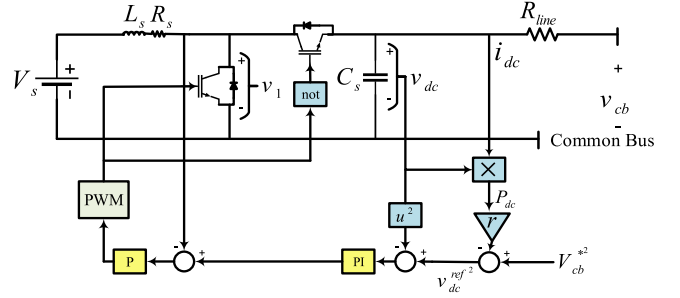 L_s R_s
R_line
V_s
+
-
+
v_1
-
not
C_s
+
v_dc
-
i_dc
+
v_cb
-
Common Bus
PWM
×
P_dc
u^2
r
P
-
+
PI
-
+
v_dc^ref^2
-
+
V_cb^*2